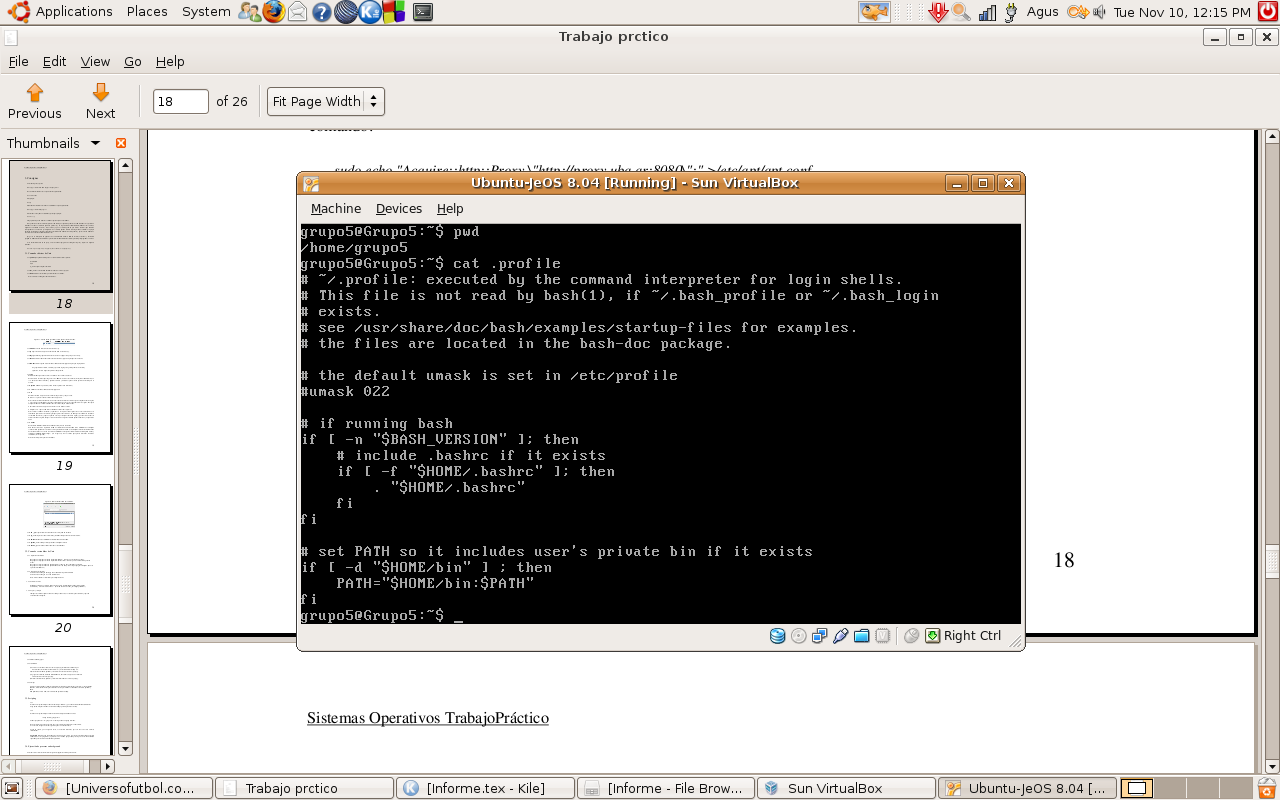 Applications Places System Agus Tue Nov 10, 12:15 PM
Trabajo prctico
File Edit View Go Help
Previous Next 18 of 26 Fit Page Width
Thumbnails
sudo echo "Acquire::http::Proxy\"http://proxy.uba.ar:8080\";" >/etc/apt/apt.conf
Ubuntu-JeOS 8.04 [Running] - Sun VirtualBox
Machine Devices Help
grupo5@Grupo5:~$ pwd
/home/grupo5
grupo5@Grupo5:~$ cat .profile
# ~/.profile: executed by the command interpreter for login shells.
# This file is not read by bash(1), if ~/.bash_profile or ~/.bash_login
# exists.
# see /usr/share/doc/bash/examples/startup-files for examples.
# the files are located in the bash-doc package.
# the default umask is set in /etc/profile
#umask 022
# if running bash
if [ -n "$BASH_VERSION" ]; then
    # include .bashrc if it exists
    if [ -f "$HOME/.bashrc" ]; then
        . "$HOME/.bashrc"
    fi
fi
# set PATH so it includes user's private bin if it exists
if [ -d "$HOME/bin" ] ; then
    PATH="$HOME/bin:$PATH"
fi
grupo5@Grupo5:~$ _
Right Ctrl
18
19
20
18
Sistemas Operativos TrabajoPráctico
[Universofutbol.co... Trabajo prctico [Informe.tex - Kile] [Informe - File Brow... Sun VirtualBox Ubuntu-JeOS 8.04 [...